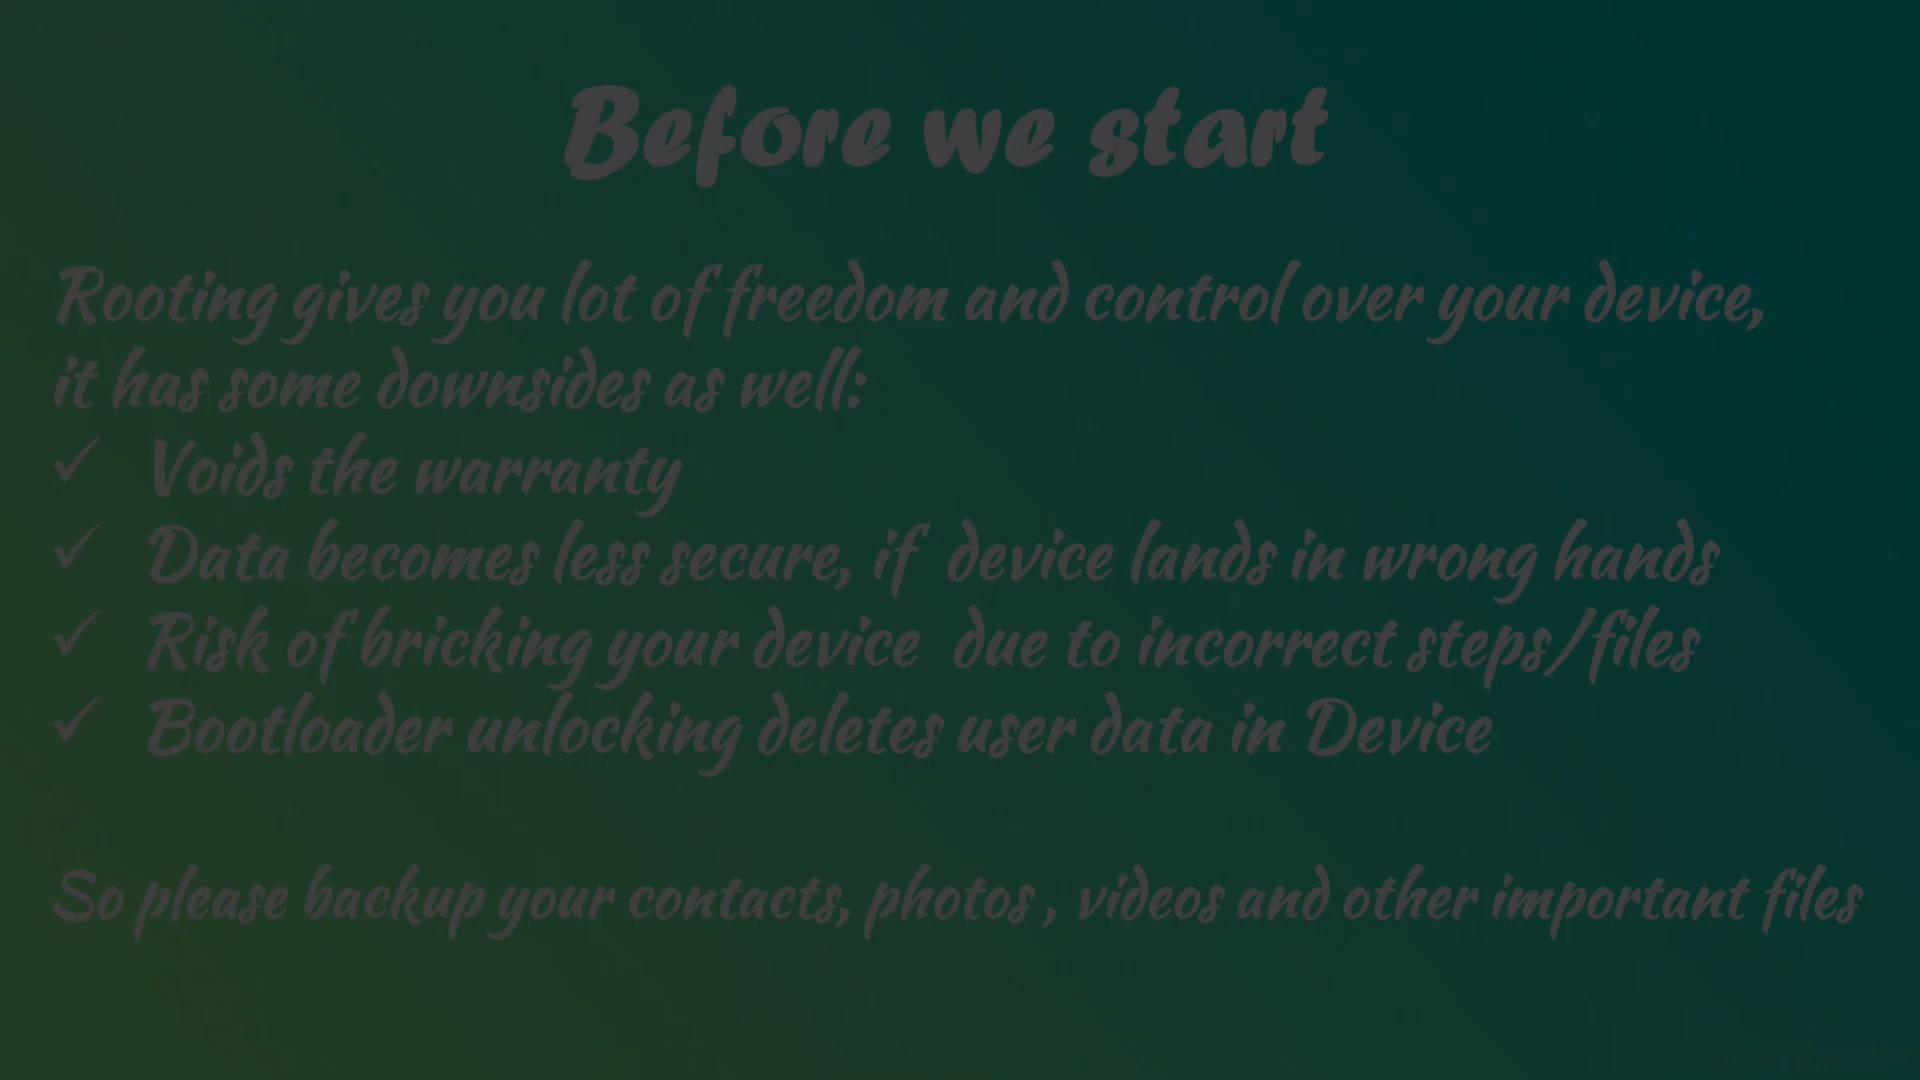 Before we start
Rooting gives you lot of freedom and control over your device,
it has some downsides as well:
✓ Voids the warranty
✓ Data becomes less secure, if device lands in wrong hands
✓ Risk of bricking your device due to incorrect steps/files
✓ Bootloader unlocking deletes user data in Device
So please backup your contacts, photos , videos and other important files